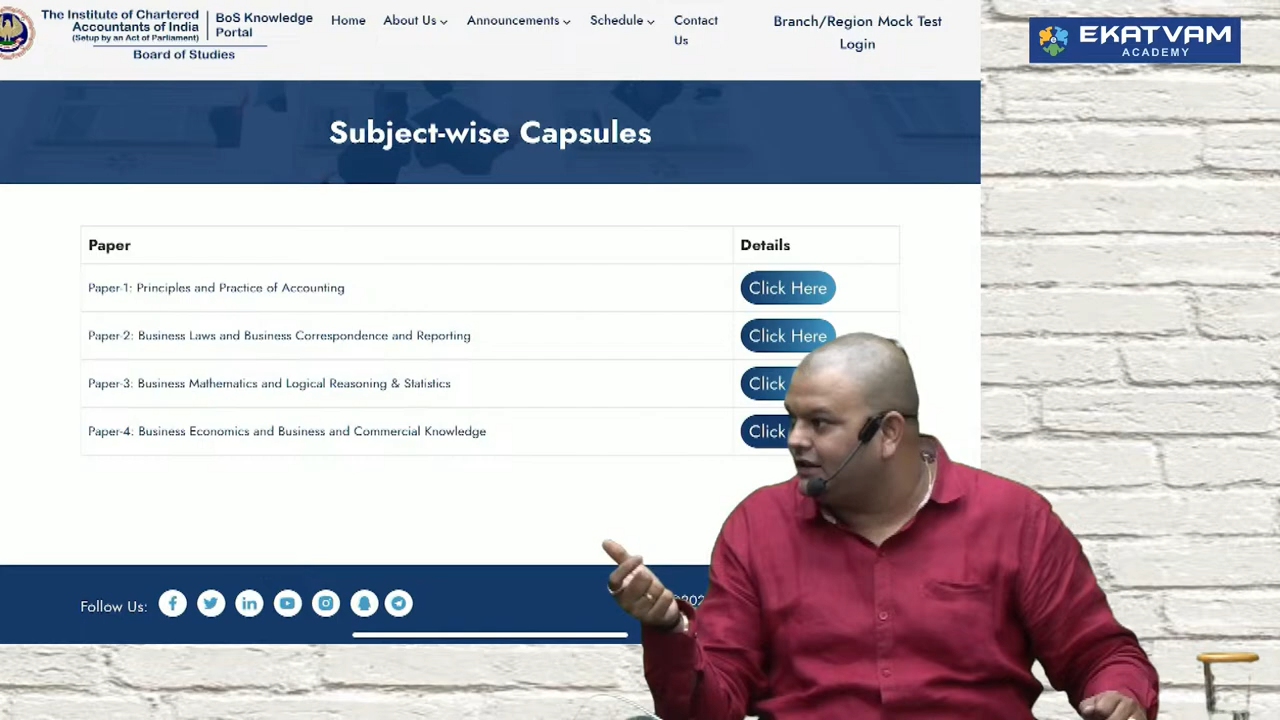 The Institute of Chartered
Accountants of India
(Setup by an Act of Parliament)
Board of Studies
BoS Knowledge
Portal
Home
About Us
Announcements
Schedule
Contact
Us
Branch/Region Mock Test
Login
EKATVAM
ACADEMY
Subject-wise Capsules
Paper
Details
Paper-1: Principles and Practice of Accounting
Click Here
Paper-2: Business Laws and Business Correspondence and Reporting
Click Here
Paper-3: Business Mathematics and Logical Reasoning & Statistics
Click
Paper-4: Business Economics and Business and Commercial Knowledge
Click
Follow Us: